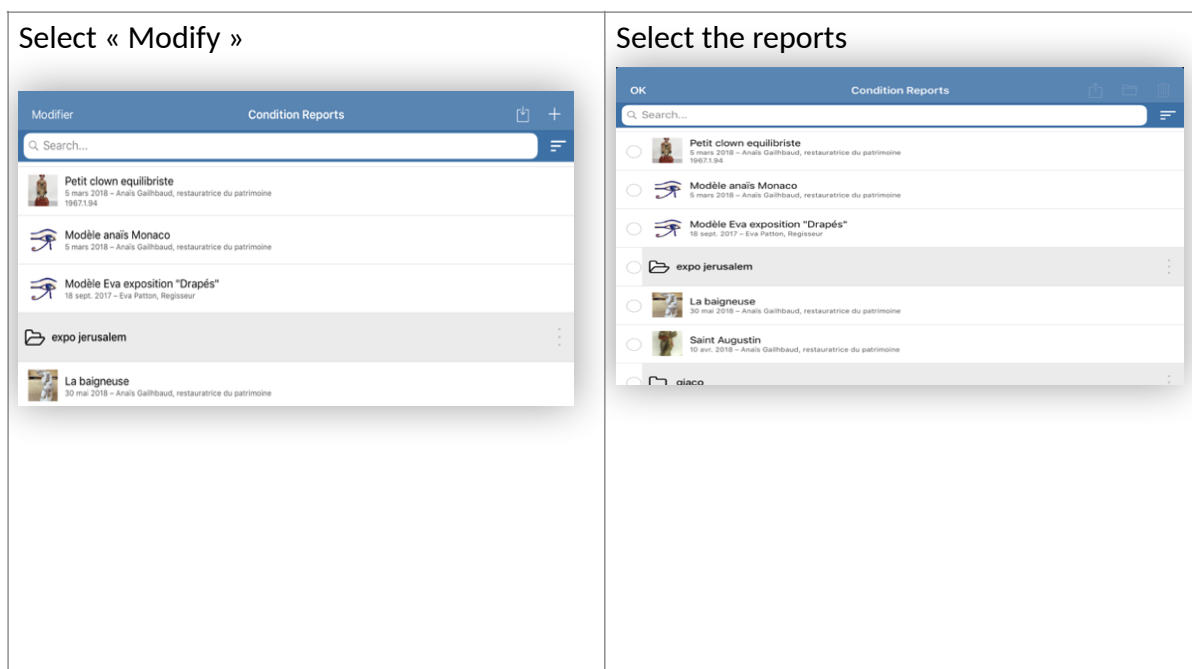 Select « Modify »
Modifier
Condition Reports
Search...
Petit clown equilibriste
5 mars 2018 – Anaïs Gailhbaud, restauratrice du patrimoine
1967.1.94
Modèle anaïs Monaco
5 mars 2018 – Anaïs Gailhbaud, restauratrice du patrimoine
Modèle Eva exposition "Drapés"
18 sept. 2017 – Eva Patton, Regisseur
expo jerusalem
La baigneuse
30 mai 2018 – Anaïs Gailhbaud, restauratrice du patrimoine
Select the reports
OK
Condition Reports
Search...
Petit clown equilibriste
5 mars 2018 – Anaïs Gailhbaud, restauratrice du patrimoine
1967.1.94
Modèle anaïs Monaco
5 mars 2018 – Anaïs Gailhbaud, restauratrice du patrimoine
Modèle Eva exposition "Drapés"
18 sept. 2017 – Eva Patton, Regisseur
expo jerusalem
La baigneuse
30 mai 2018 – Anaïs Gailhbaud, restauratrice du patrimoine
Saint Augustin
10 avr. 2018 – Anaïs Gailhbaud, restauratrice du patrimoine
giaco